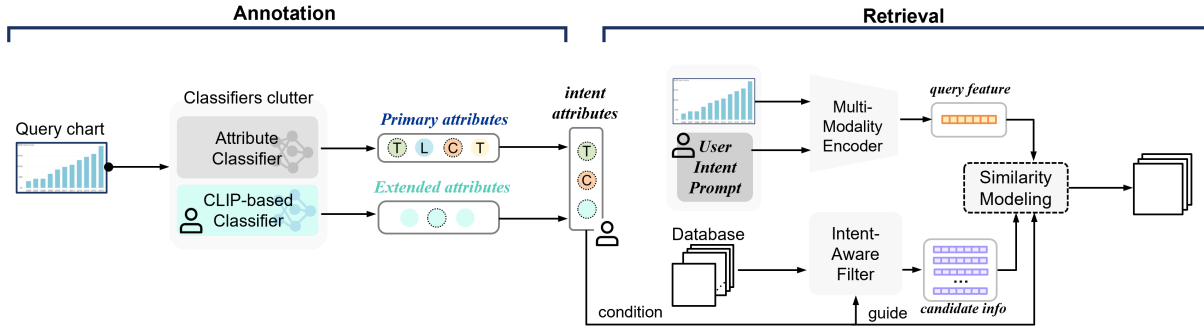 Annotation
Retrieval
Query chart
Classifiers clutter
Attribute
Classifier
CLIP-based
Classifier
Primary attributes
T L C T
Extended attributes
intent
attributes
T
C
User
Intent
Prompt
Multi-
Modality
Encoder
query feature
Similarity
Modeling
Database
Intent-
Aware
Filter
...
candidate info
condition
guide